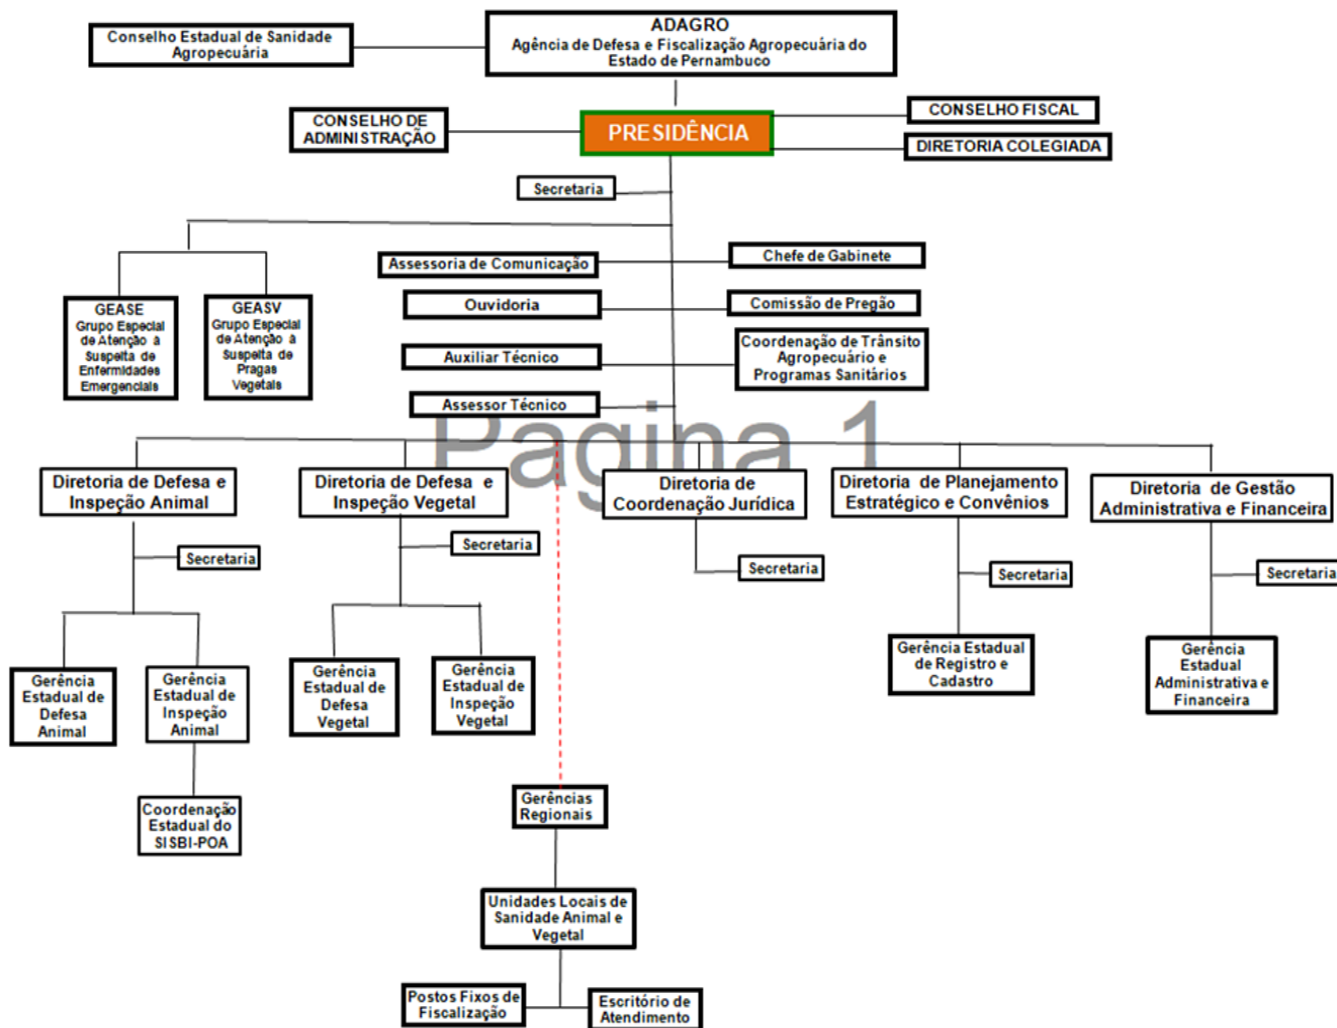 Conselho Estadual de Sanidade
Agropecuária
ADAGRO
Agência de Defesa e Fiscalização Agropecuária do
Estado de Pernambuco
CONSELHO DE
ADMINISTRAÇÃO
PRESIDÊNCIA
CONSELHO FISCAL
DIRETORIA COLEGIADA
Secretaria
Assessoria de Comunicação
Chefe de Gabinete
GEASE
Grupo Especial
de Atenção à
Suspeita de
Enfermidades
Emergenciais
GEASV
Grupo Especial
de Atenção à
Suspeita de
Pragas
Vegetais
Ouvidoria
Comissão de Pregão
Auxiliar Técnico
Coordenação de Trânsito
Agropecuário e
Programas Sanitários
Assessor Técnico
Pagina 1
Diretoria de Defesa e
Inspeção Animal
Diretoria de Defesa e
Inspeção Vegetal
Diretoria de
Coordenação Jurídica
Diretoria de Planejamento
Estratégico e Convênios
Diretoria de Gestão
Administrativa e Financeira
Secretaria
Secretaria
Secretaria
Secretaria
Secretaria
Gerência
Estadual de
Defesa
Animal
Gerência
Estadual de
Inspeção
Animal
Gerência
Estadual de
Defesa
Vegetal
Gerência
Estadual de
Inspeção
Vegetal
Gerência Estadual
de Registro e
Cadastro
Gerência
Estadual
Administrativa e
Financeira
Coordenação
Estadual do
SISBI-POA
Gerências
Regionais
Unidades Locais de
Sanidade Animal e
Vegetal
Postos Fixos de
Fiscalização
Escritório de
Atendimento